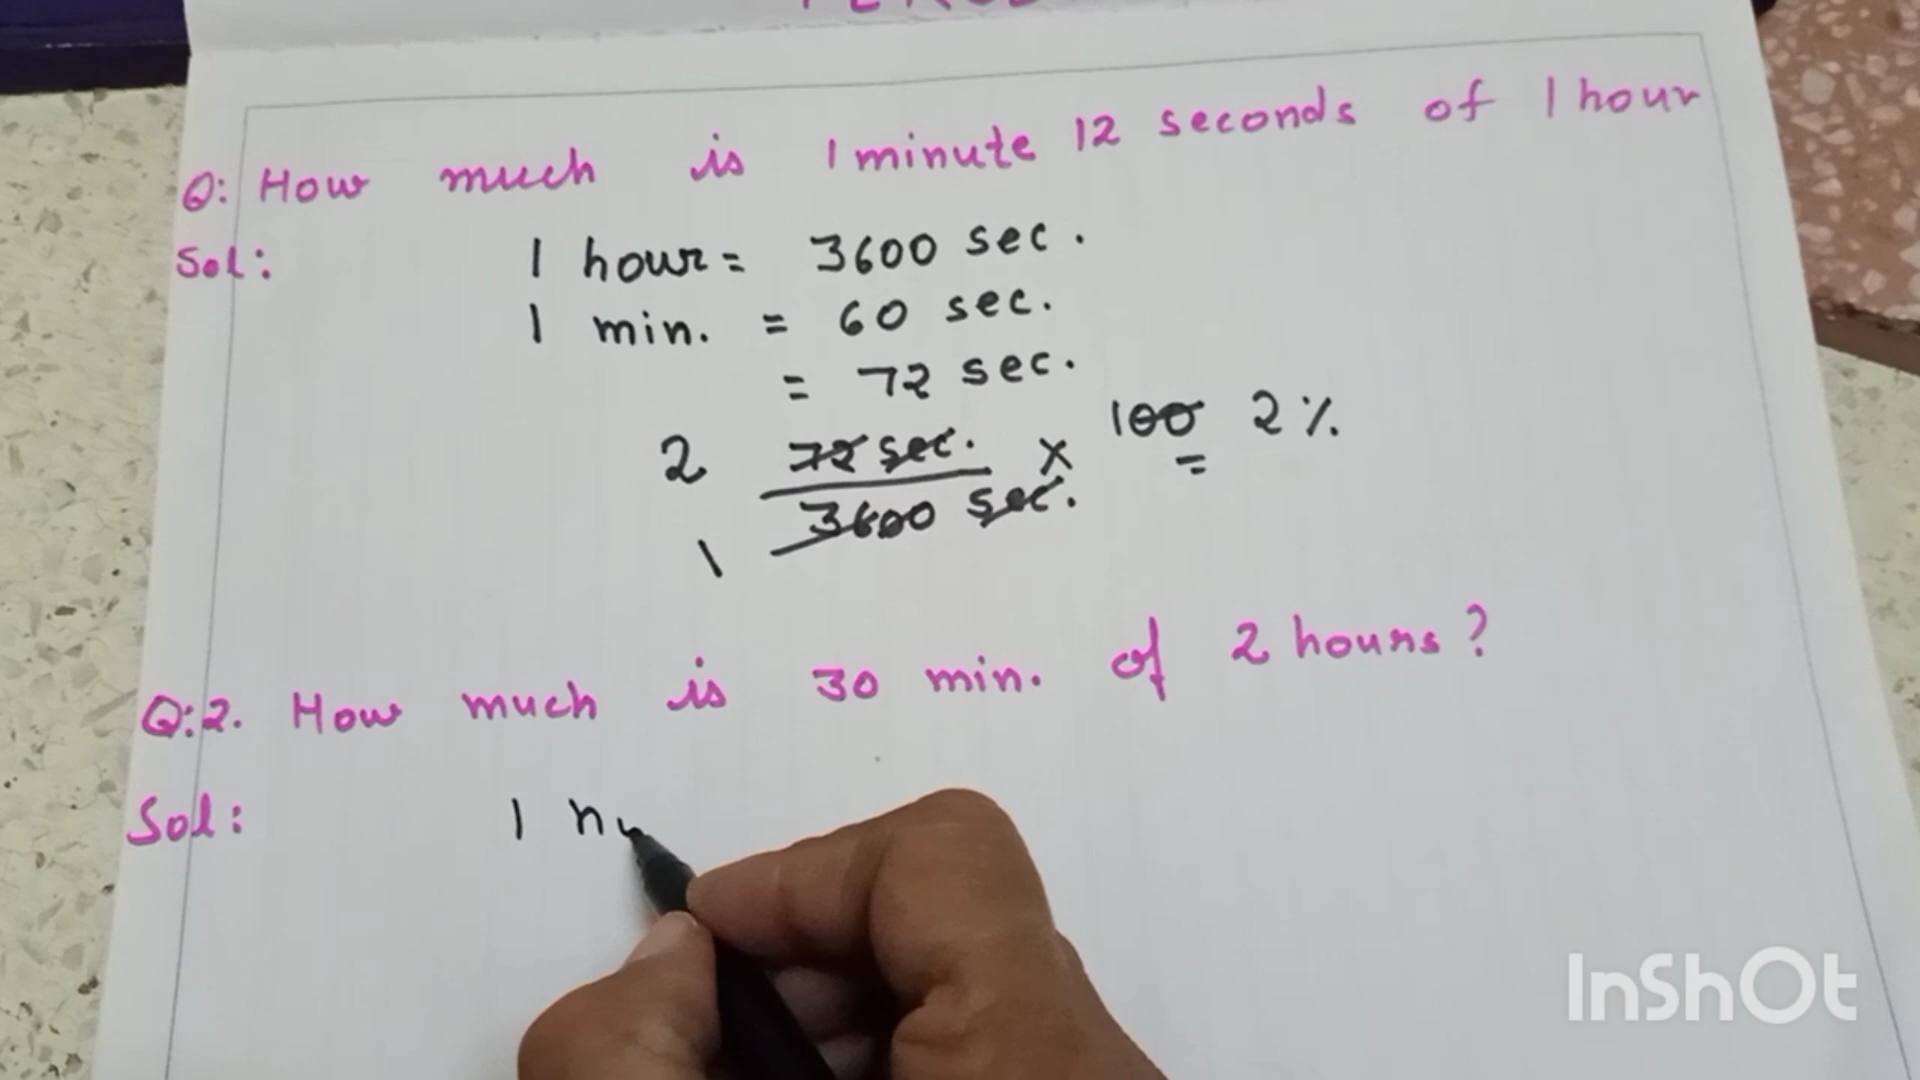 Q: How much is 1 minute 12 seconds of 1 hour
Sol: 1 hour = 3600 sec.
1 min. = 60 sec.
= 72 sec.
2 72 sec. × 100 = 2%
1 3600 sec.
Q:2. How much is 30 min. of 2 hours?
Sol: 1
InShOt